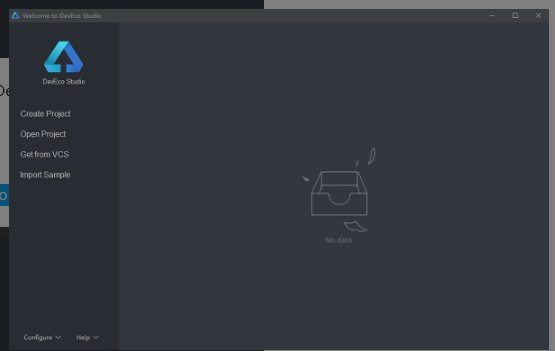 Welcome to DevEco Studio
DevEco Studio
Create Project
Open Project
Get from VCS
Import Sample
No data
Configure
Help